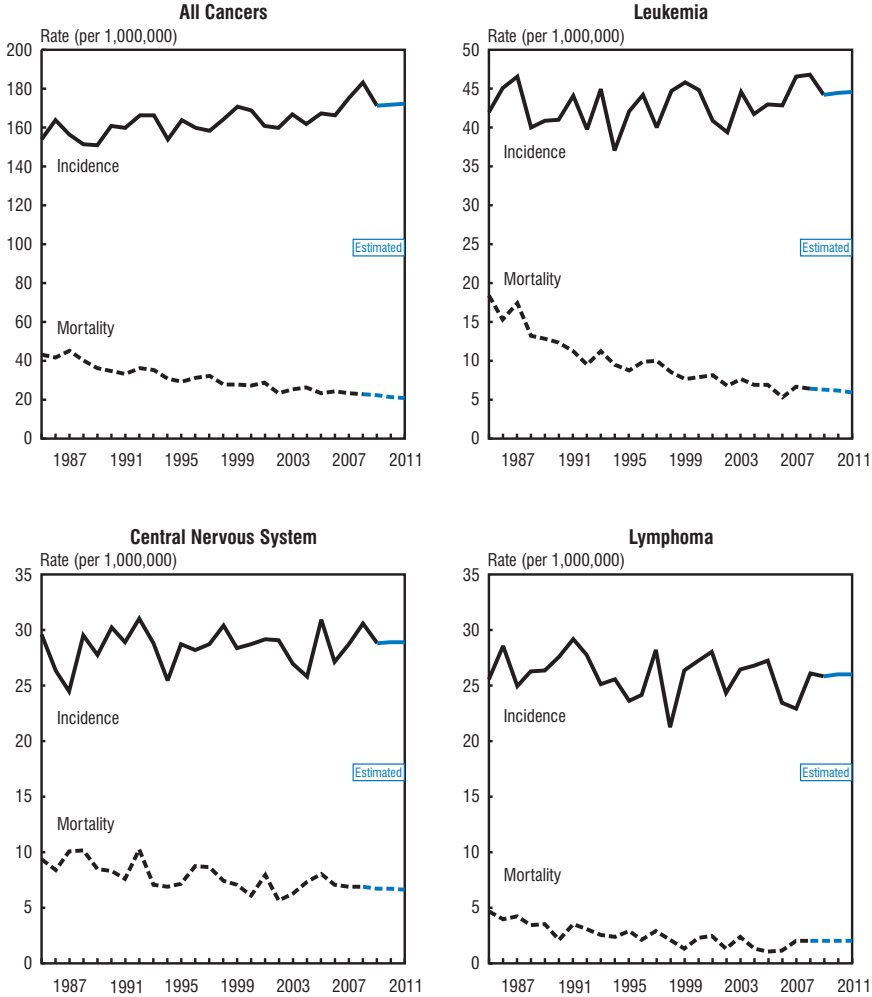 All Cancers
Rate (per 1,000,000)
200
180
160
140
120
100
80
60
40
20
0
Incidence
Estimated
Mortality
1987 1991 1995 1999 2003 2007 2011
Leukemia
Rate (per 1,000,000)
50
45
40
35
30
25
20
15
10
5
0
Incidence
Estimated
Mortality
1987 1991 1995 1999 2003 2007 2011
Central Nervous System
Rate (per 1,000,000)
35
30
25
20
15
10
5
0
Incidence
Estimated
Mortality
1987 1991 1995 1999 2003 2007 2011
Lymphoma
Rate (per 1,000,000)
35
30
25
20
15
10
5
0
Incidence
Estimated
Mortality
1987 1991 1995 1999 2003 2007 2011